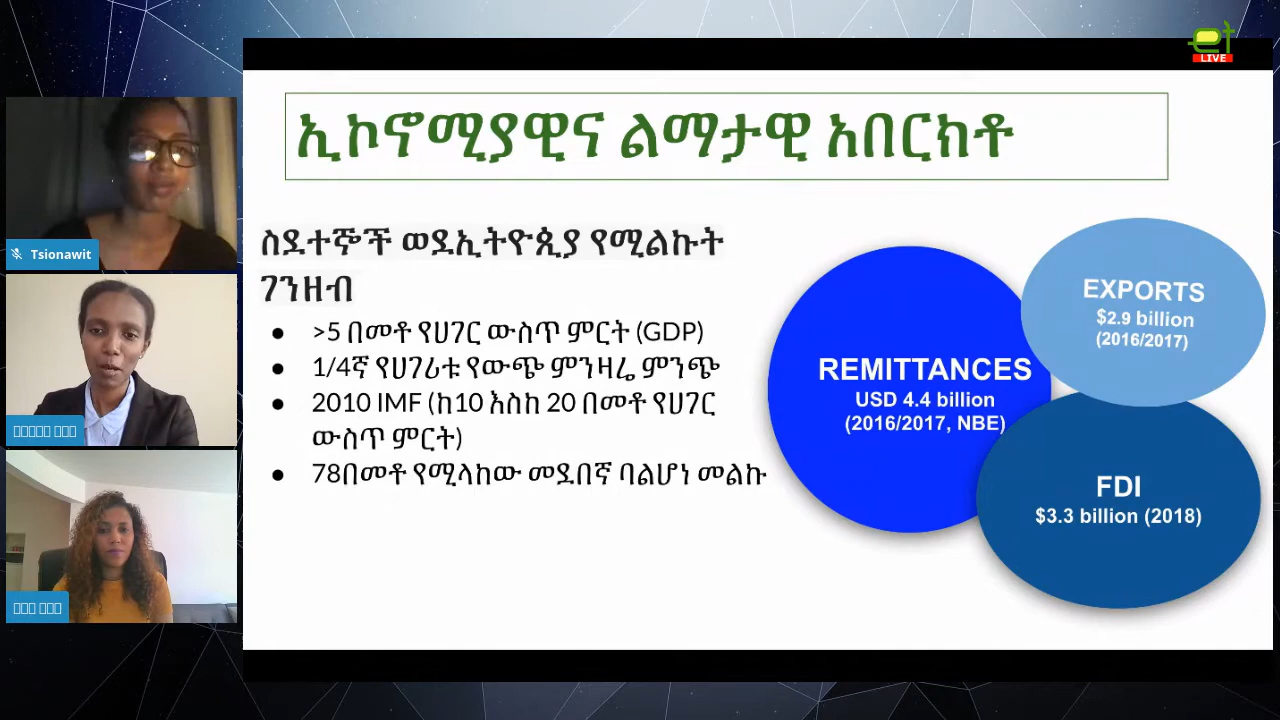 et
LIVE
ኢኮኖሚያዊና ልማታዊ አበርክቶ
ስደተኞች ወደኢትዮጲያ የሚልኩት
ገንዘብ
● >5 በመቶ የሀገር ውስጥ ምርት (GDP)
● 1/4ኛ የሀገሪቱ የውጭ ምንዛሬ ምንጭ
● 2010 IMF (ከ10 እስከ 20 በመቶ የሀገር
ውስጥ ምርት)
● 78በመቶ የሚላከው መደበኛ ባልሆነ መልኩ
REMITTANCES
USD 4.4 billion
(2016/2017, NBE)
EXPORTS
$2.9 billion
(2016/2017)
FDI
$3.3 billion (2018)
Tsionawit